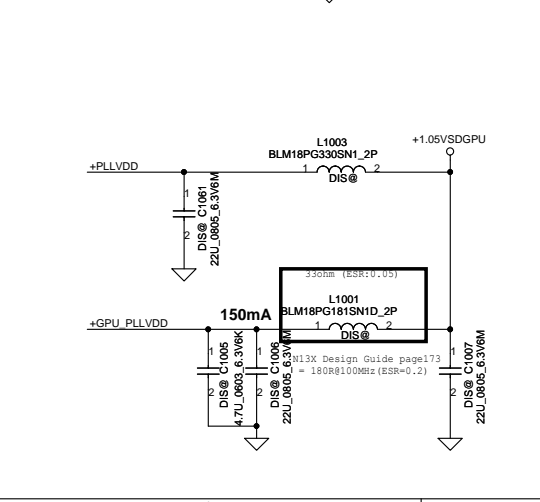 L1003
+1.05VSDGPU
BLM18PG330SN1_2P
+PLLVDD
1
2
DIS@
1
2
DIS@ C1061
22U_0805_6.3V6M
33ohm (ESR:0.05)
L1001
150mA
BLM18PG181SN1D_2P
+GPU_PLLVDD
1
2
DIS@
1
2
DIS@ C1005
4.7U_0603_6.3V6K
1
2
DIS@ C1006
22U_0805_6.3V6M
N13X Design Guide page173
= 180R@100MHz(ESR=0.2)
1
2
DIS@ C1007
22U_0805_6.3V6M